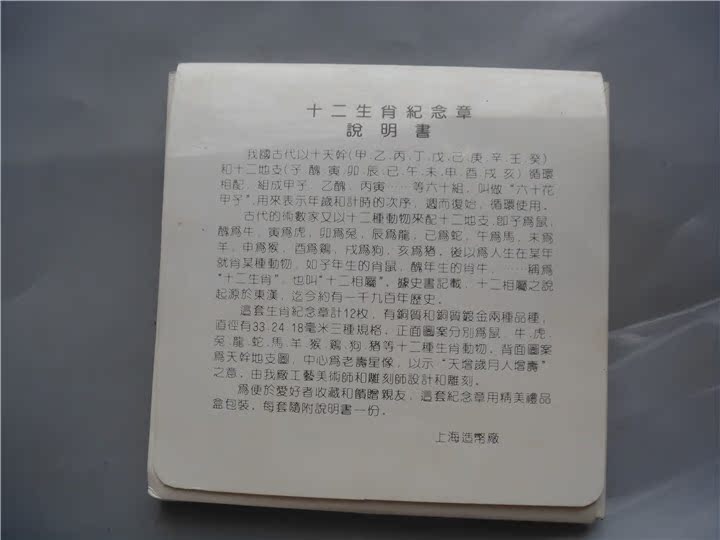 十二生肖紀念章
說明書
我國古代以十天幹(甲.乙.丙.丁.戊.己.庚.辛.壬.癸)
和十二地支(子.醜.寅.卯.辰.巳.午.未.申.酉.戌.亥)循環
相配，組成甲子、乙醜、丙寅……等六十組，叫做“六十花
甲子”，用來表示年歲和計時的次序，週而復始，循環使用。
古代的術數家又以十二種動物來配十二地支，即子爲鼠，
醜爲牛，寅爲虎，卯爲兔，辰爲龍，已爲蛇，午爲馬，未爲
羊，申爲猴，酉爲鷄，戌爲狗，亥爲豬，後以爲人生在某年
就肖某種動物，如子年生的肖鼠，醜年生的肖牛，……稱爲
“十二生肖”，也叫“十二相屬”，據史書記載，十二相屬之說
起源於東漢，迄今約有一千九百年歷史。
這套生肖紀念章計12枚，有銅質和銅質鍍金兩種品種，
直徑有33.24.18毫米三種規格，正面圖案分別爲鼠.牛.虎.
兔.龍.蛇.馬.羊.猴.鷄.狗.猪等十二種生肖動物，背面圖案
爲天幹地支圖，中心爲老壽星像，以示“天增歲月人增壽”
之意，由我廠工藝美術師和雕刻師設計和雕刻。
爲便於愛好者收藏和饋贈親友，這套紀念章用精美禮品
盒包裝，每套隨附說明書一份。
上海造幣廠